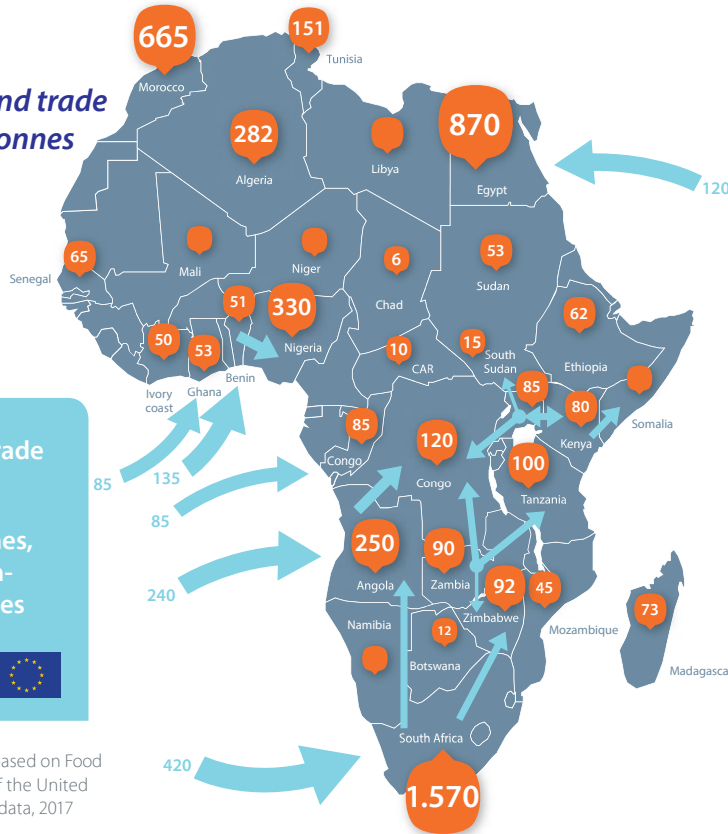 nd trade
onnes
665
Morocco
151
Tunisia
282
Algeria
Libya
870
Egypt
120
65
Senegal
Mali
Niger
6
Chad
53
Sudan
51
330
Nigeria
50
53
Benin
Ghana
Ivory
coast
10
CAR
15
South
Sudan
62
Ethiopia
85
80
Kenya
Somalia
85
Congo
120
Congo
100
Tanzania
rade
nes,
n-
es
85
135
85
240
250
Angola
90
Zambia
92
Zimbabwe
45
Mozambique
73
Madagasca
Namibia
12
Botswana
South Africa
1.570
420
ased on Food
f the United
data, 2017